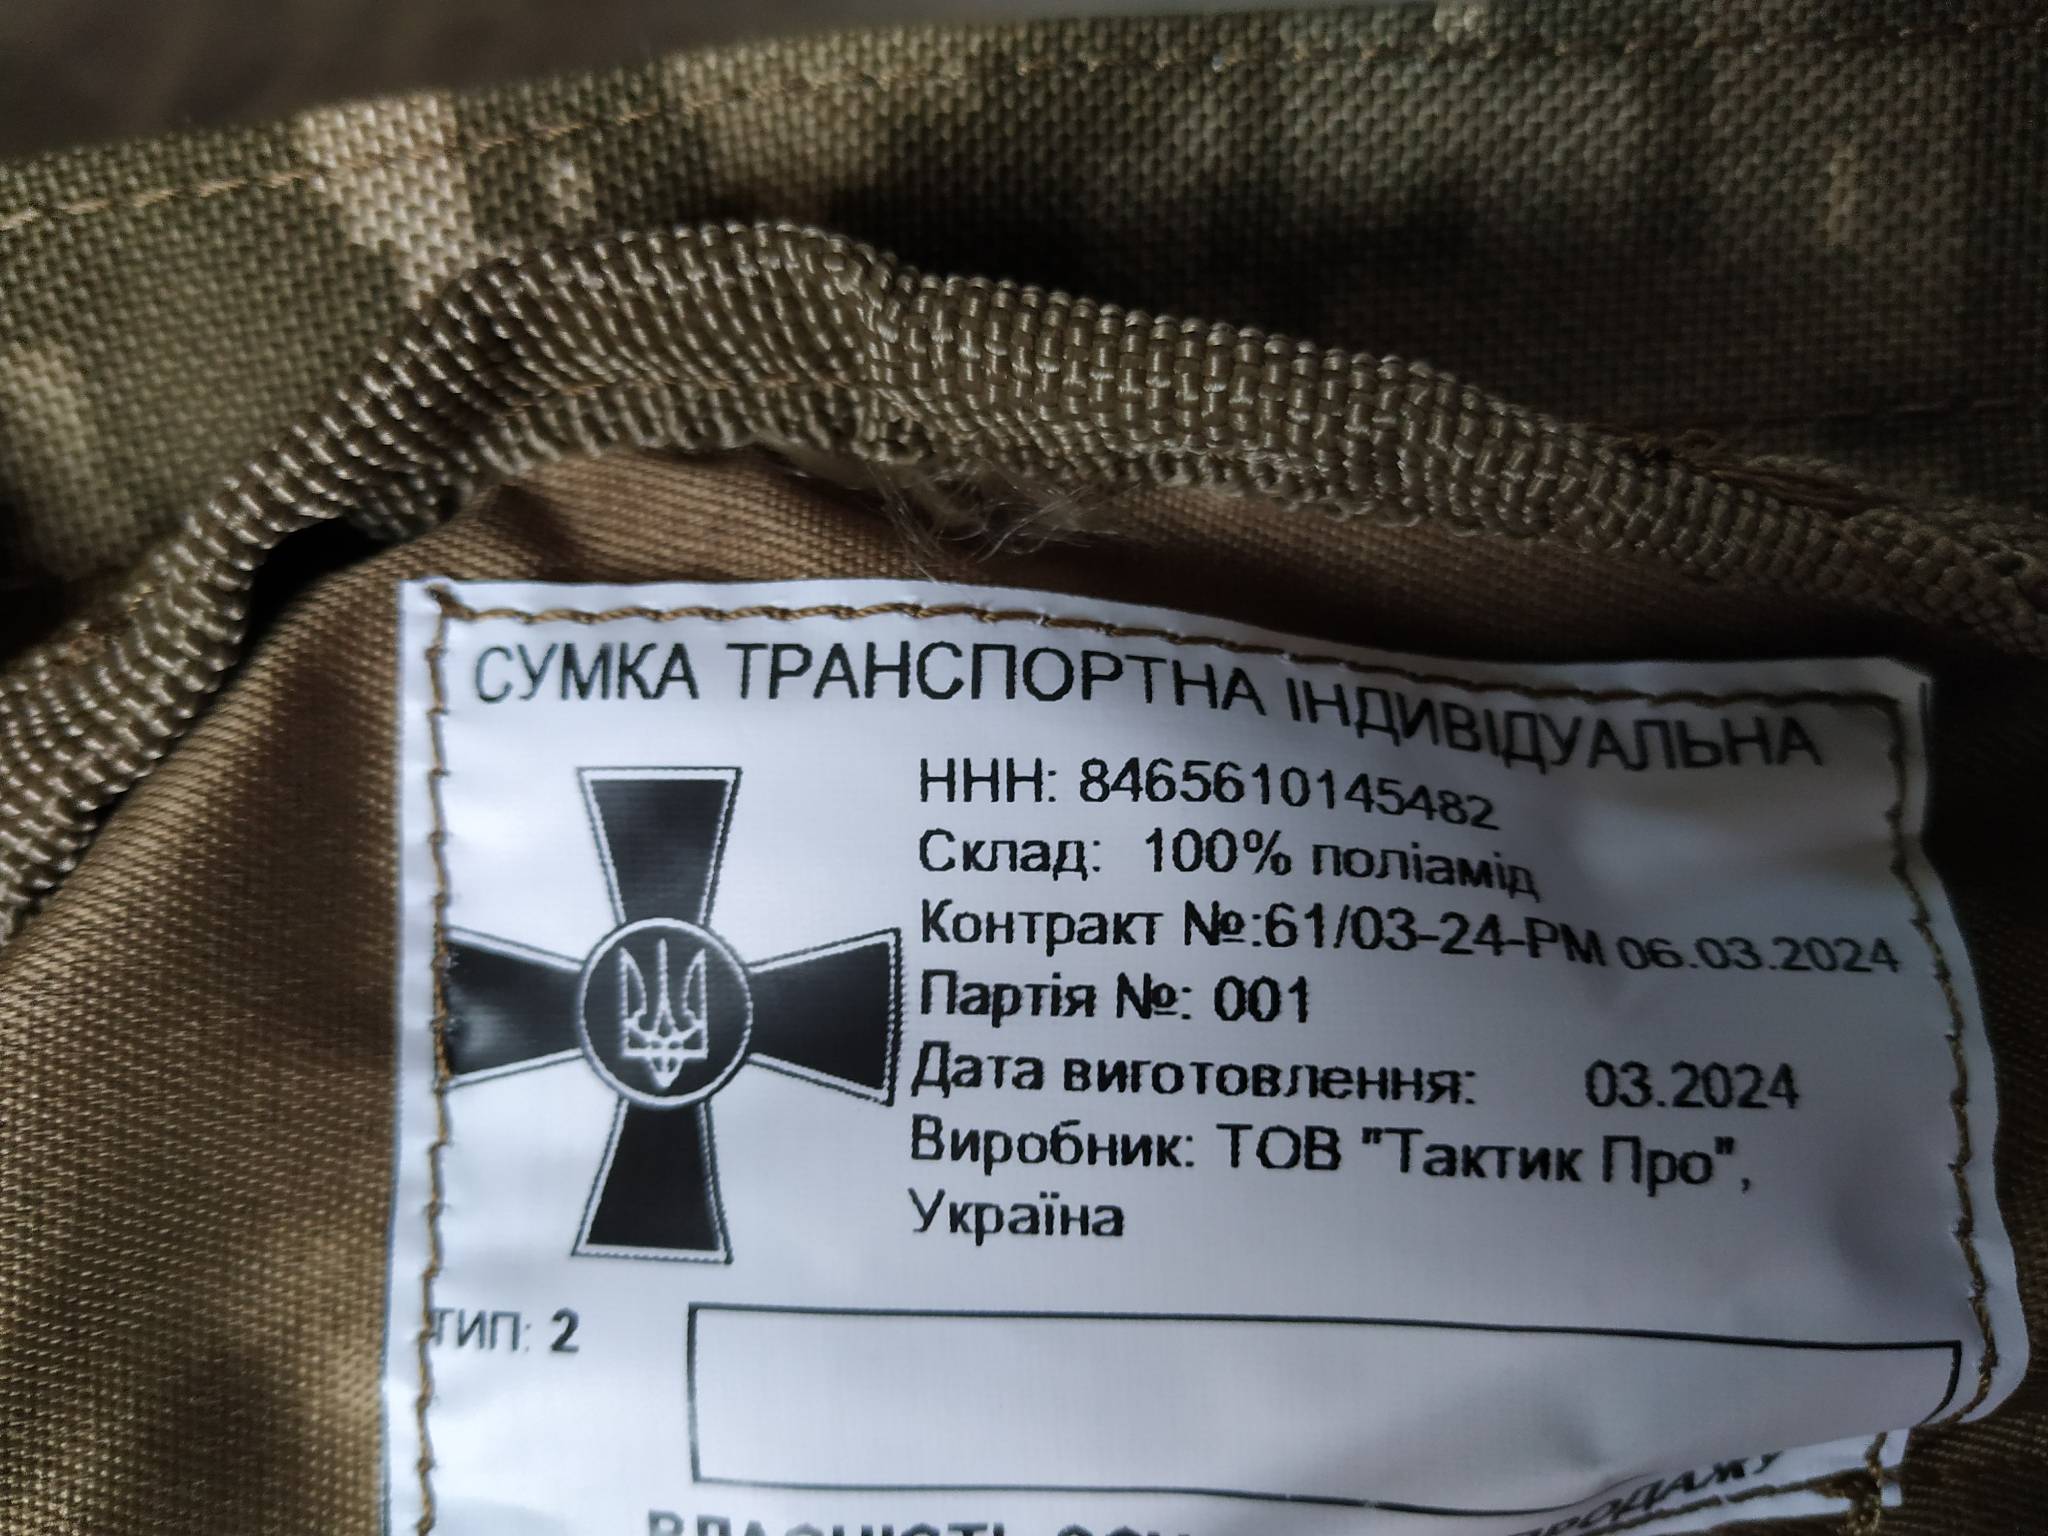 СУМКА ТРАНСПОРТНА ІНДИВІДУАЛЬНА
ННН: 8465610145482
Склад: 100% поліамід
Контракт №:61/03-24-РМ 06.03.2024
Партія №: 001
Дата виготовлення: 03.2024
Виробник: ТОВ "Тактик Про",
Україна
ТИП: 2